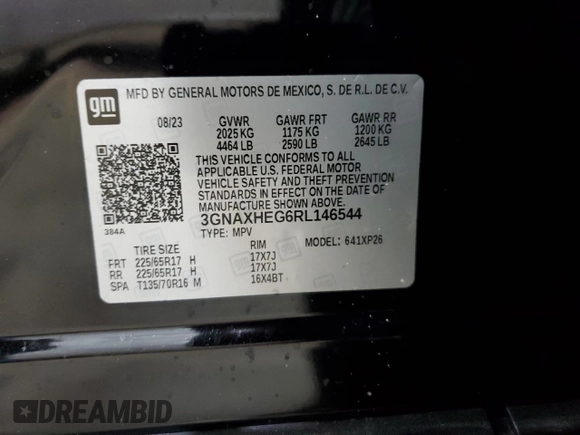 gm
MFD BY GENERAL MOTORS DE MEXICO, S. DE R.L. DE C.V.
08/23 GVWR GAWR FRT GAWR RR
2025 KG 1175 KG 1200 KG
4464 LB 2590 LB 2645 LB
THIS VEHICLE CONFORMS TO ALL
APPLICABLE U.S. FEDERAL MOTOR
VEHICLE SAFETY AND THEFT PREVENTION
STANDARDS IN EFFECT ON THE DATE OF
MANUFACTURE SHOWN ABOVE.
3GNAXHEG6RL146544
384A TYPE: MPV
TIRE SIZE RIM MODEL: 641XP26
FRT 225/65R17 H 17X7J
RR 225/65R17 H 17X7J
SPA T135/70R16 M 16X4BT
DREAMBID